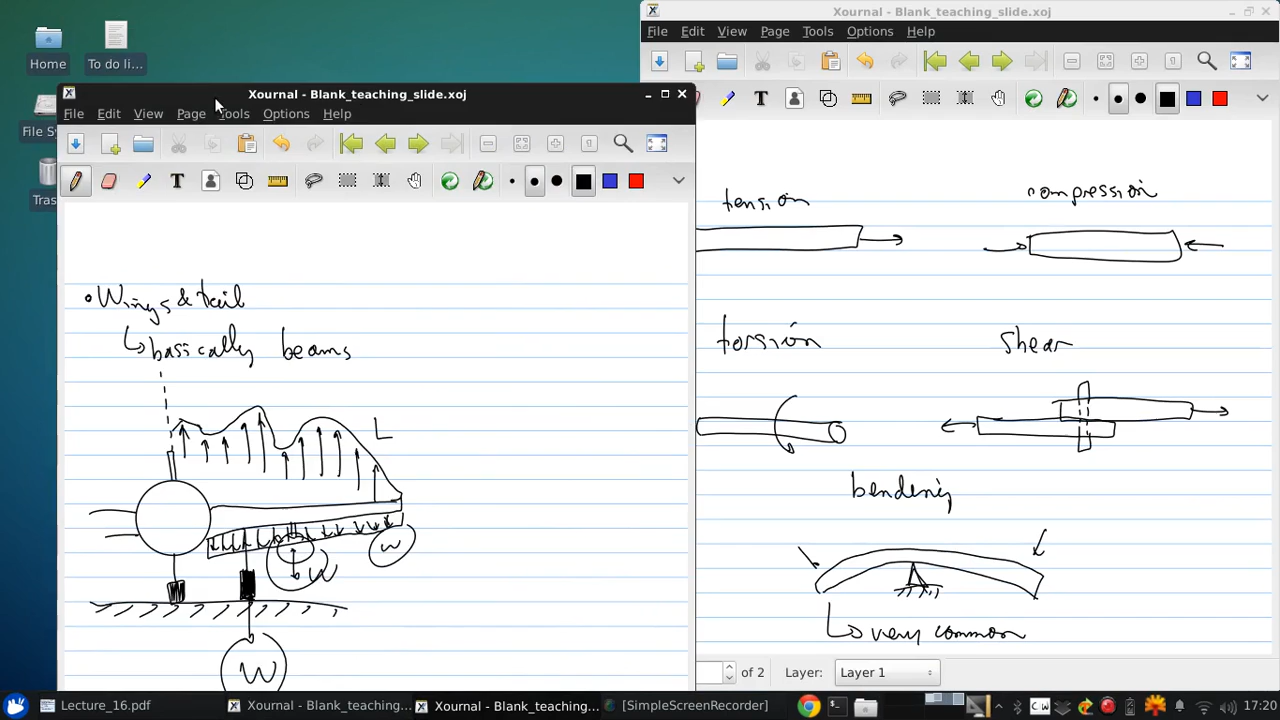 Xournal - Blank_teaching_slide.xoj
File Edit View Page Tools Options Help
Home
To do li...
File Sy
Tras
Xournal - Blank_teaching_slide.xoj
File Edit View Page Tools Options Help
•Wings & tail
basically beams
L
w
W
W
tension
compression
torsion
shear
bending
very common
of 2
Layer:
Layer 1
Lecture_16.pdf
Xournal - Blank_teaching...
Xournal - Blank_teaching...
[SimpleScreenRecorder]
17:20